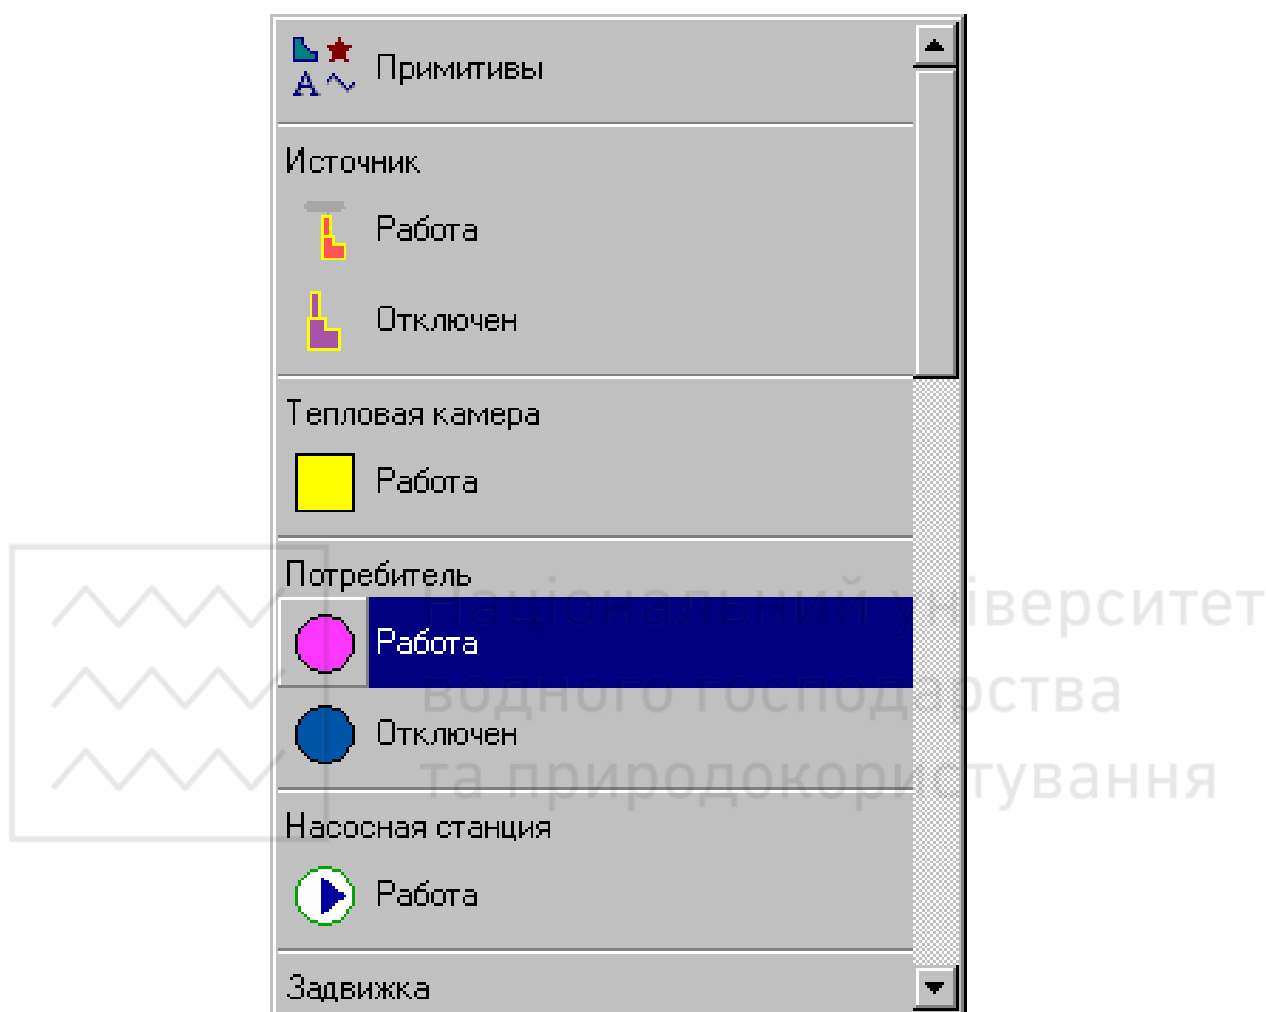 Примитивы
Источник
Работа
Отключен
Тепловая камера
Работа
Потребитель
Работа
Отключен
Насосная станция
Работа
Задвижка
Національний університет
водного господарства
та природокористування